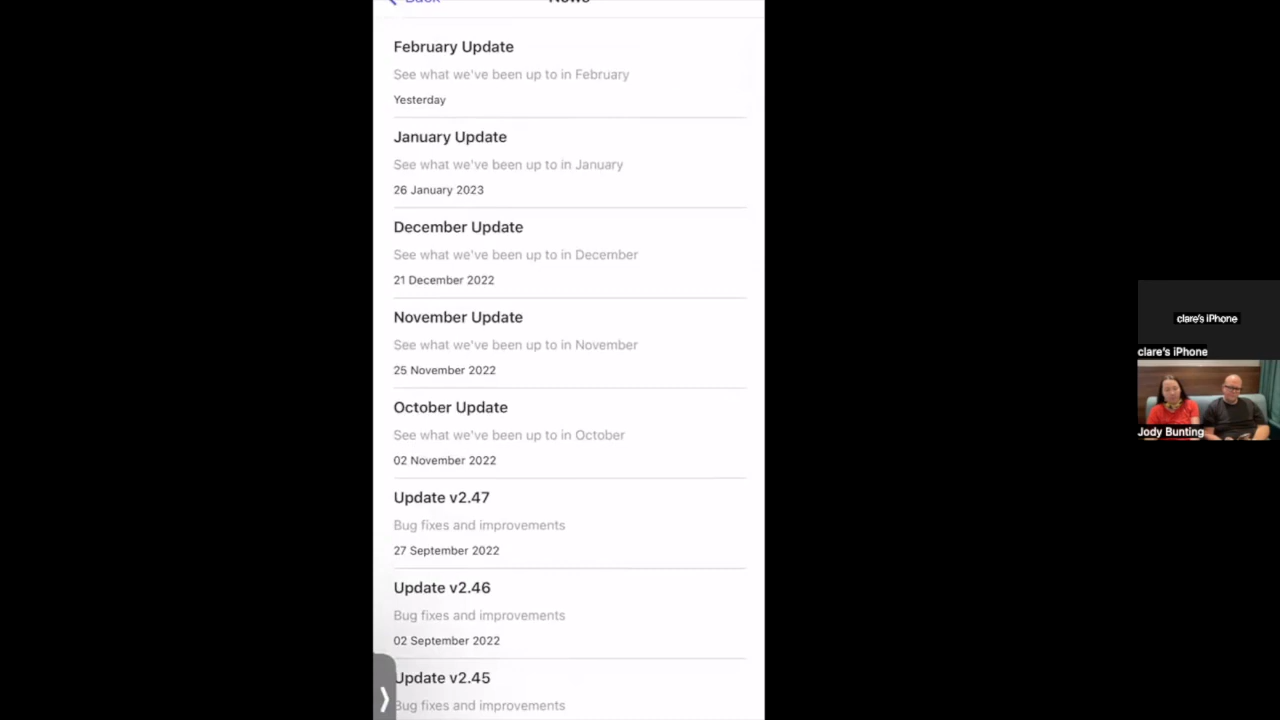 Back
News
February Update
See what we've been up to in February
Yesterday
January Update
See what we've been up to in January
26 January 2023
December Update
See what we've been up to in December
21 December 2022
November Update
See what we've been up to in November
25 November 2022
October Update
See what we've been up to in October
02 November 2022
Update v2.47
Bug fixes and improvements
27 September 2022
Update v2.46
Bug fixes and improvements
02 September 2022
Update v2.45
Bug fixes and improvements
clare's iPhone
clare's iPhone
Jody Bunting